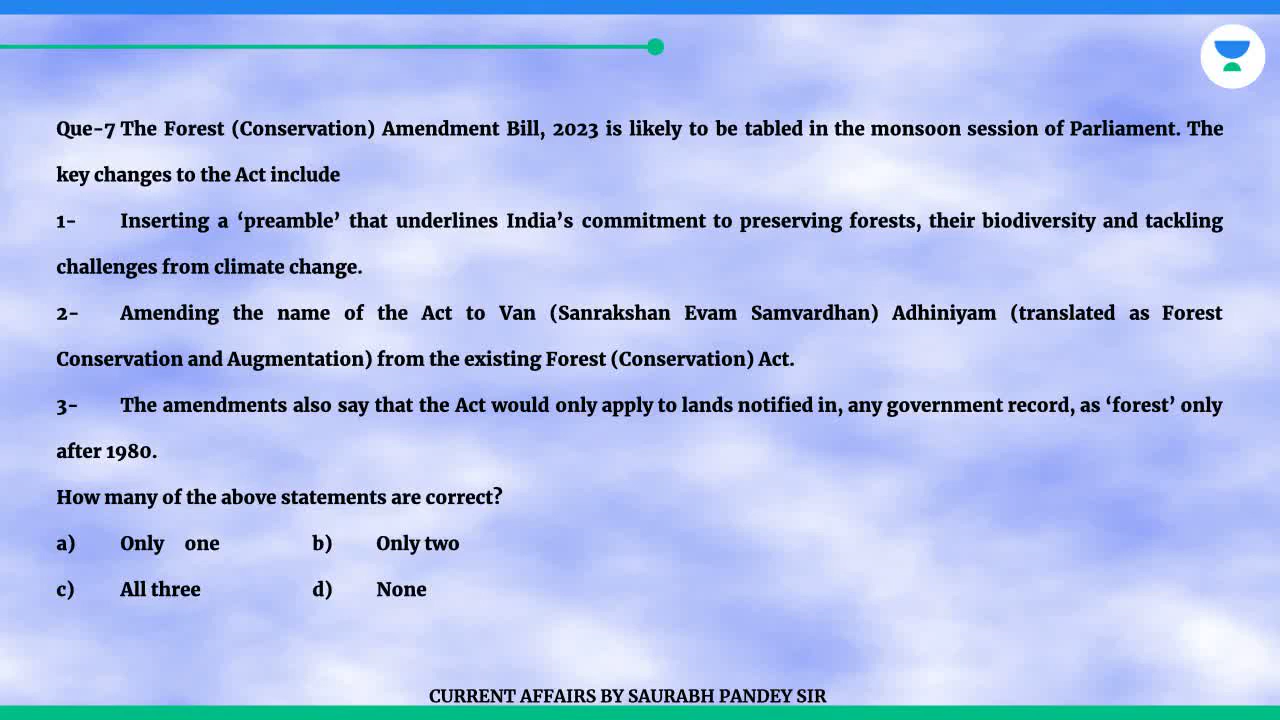 Que-7 The Forest (Conservation) Amendment Bill, 2023 is likely to be tabled in the monsoon session of Parliament. The
key changes to the Act include
1- Inserting a ‘preamble’ that underlines India’s commitment to preserving forests, their biodiversity and tackling
challenges from climate change.
2- Amending the name of the Act to Van (Sanrakshan Evam Samvardhan) Adhiniyam (translated as Forest
Conservation and Augmentation) from the existing Forest (Conservation) Act.
3- The amendments also say that the Act would only apply to lands notified in, any government record, as ‘forest’ only
after 1980.
How many of the above statements are correct?
a) Only one b) Only two
c) All three d) None
CURRENT AFFAIRS BY SAURABH PANDEY SIR